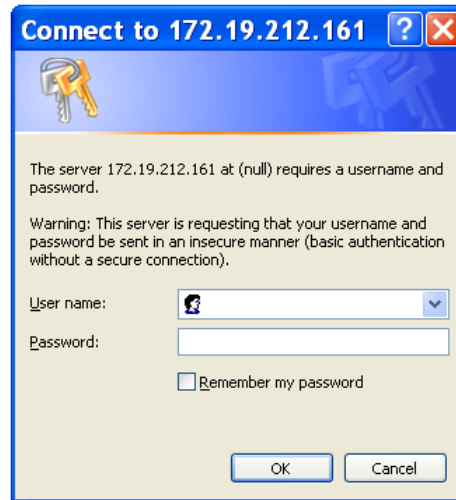 Connect to 172.19.212.161
The server 172.19.212.161 at (null) requires a username and
password.
Warning: This server is requesting that your username and
password be sent in an insecure manner (basic authentication
without a secure connection).
User name:
Password:
Remember my password
OK Cancel